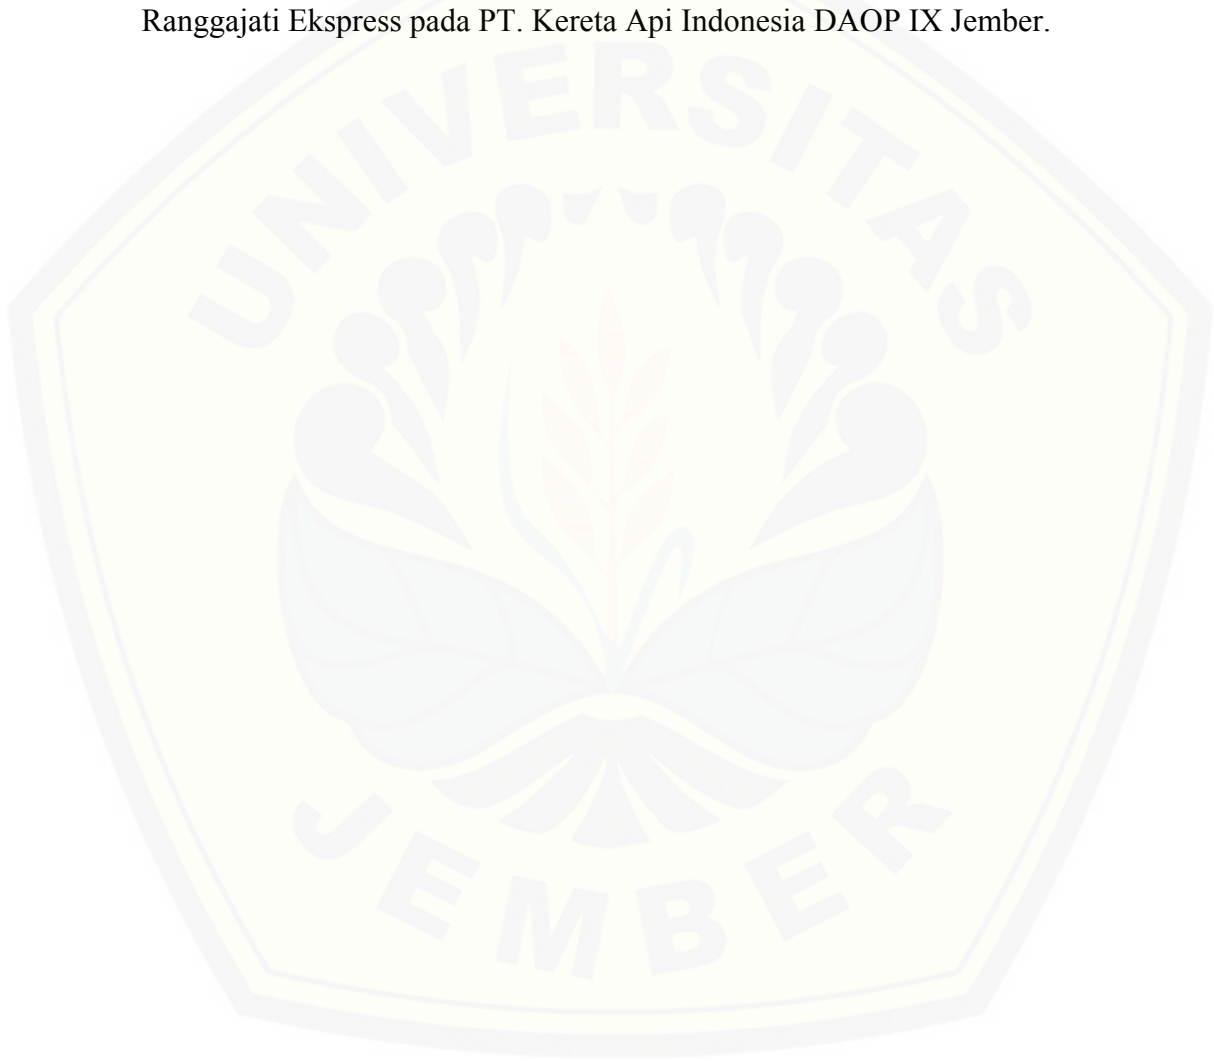 Ranggajati Ekspress pada PT. Kereta Api Indonesia DAOP IX Jember.
UNIVERSITAS
JEMBER